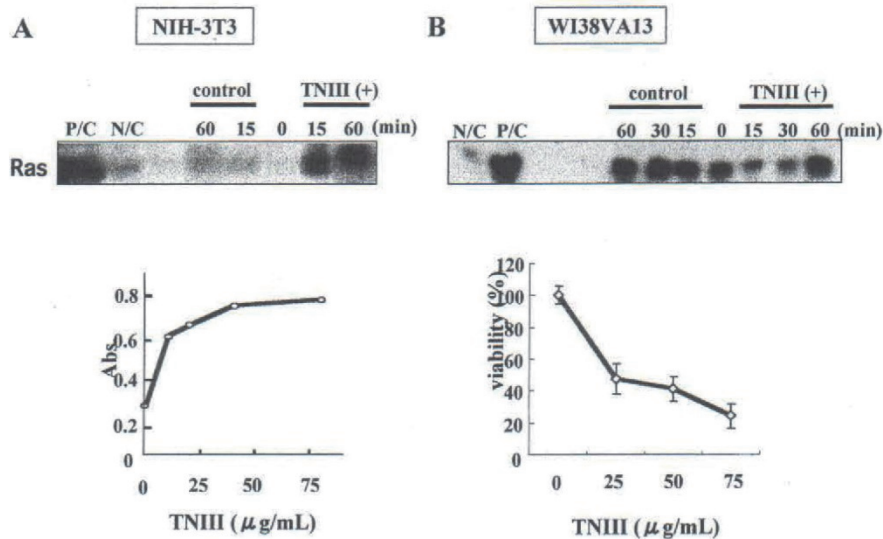 A NIH-3T3
B WI38VA13
control TNIII (+)
P/C N/C 60 15 0 15 60 (min)
Ras
control TNIII (+)
N/C P/C 60 30 15 0 15 30 60 (min)
Abs
0.8
0.6
0.4
0.2
0
0 25 50 75
TNIII (μg/mL)
viability (%)
120
100
80
60
40
20
0
0 25 50 75
TNIII (μg/mL)